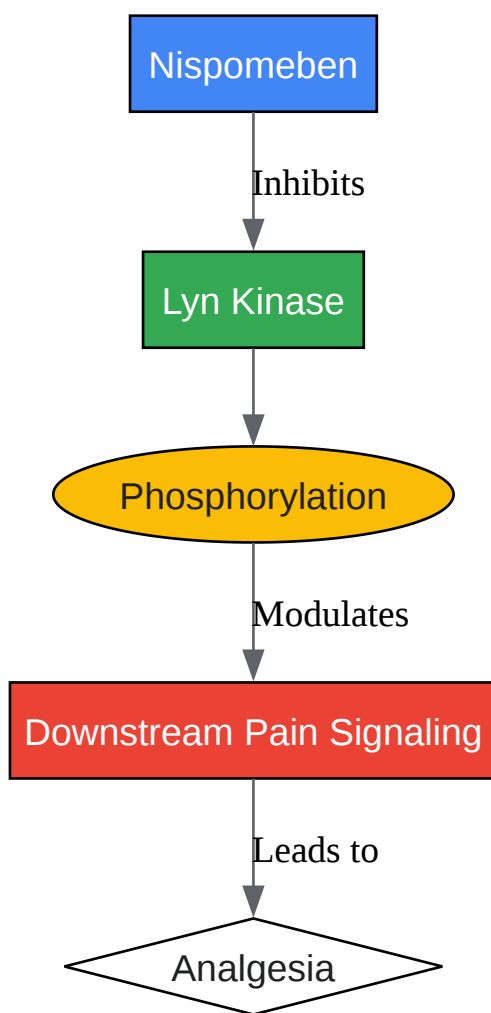 Nispomeben
Inhibits
Lyn Kinase
Phosphorylation
Modulates
Downstream Pain Signaling
Leads to
Analgesia